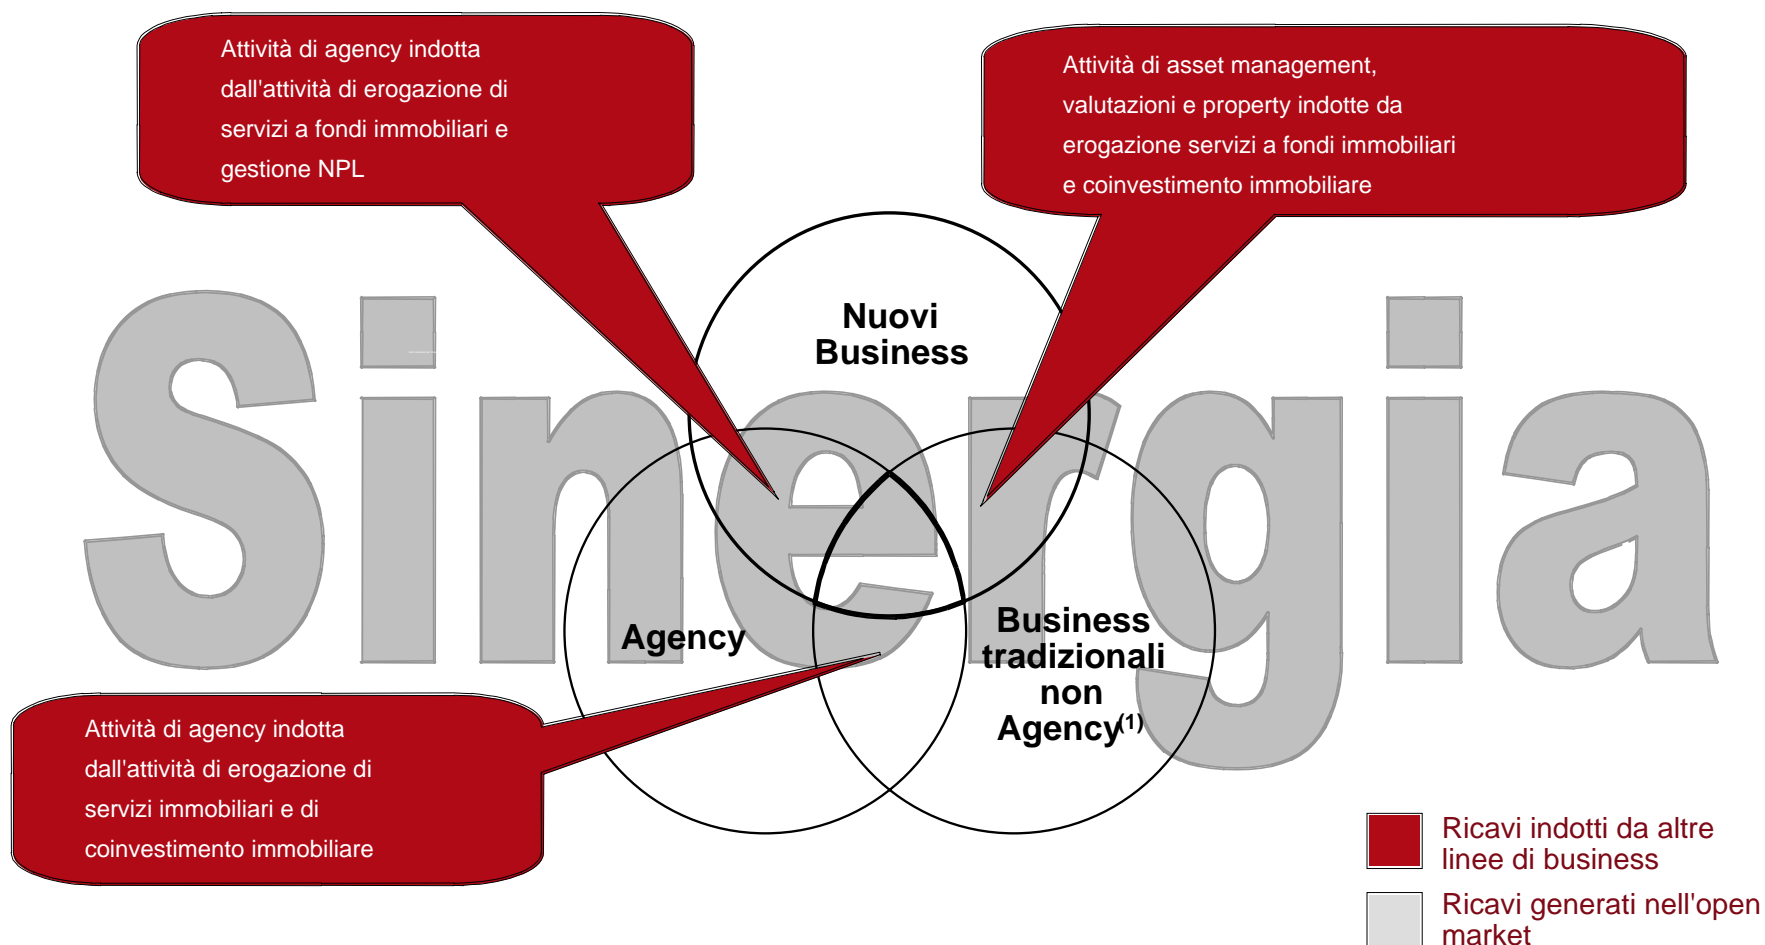 Attività di agency indotta
dall'attività di erogazione di
servizi a fondi immobiliari e
gestione NPL
Attività di asset management,
valutazioni e property indotte da
erogazione servizi a fondi immobiliari
e coinvestimento immobiliare
Sinergia
Nuovi
Business
Agency
Business
tradizionali
non
Agency(1)
Attività di agency indotta
dall'attività di erogazione di
servizi immobiliari e di
coinvestimento immobiliare
Ricavi indotti da altre
linee di business
Ricavi generati nell'open
market